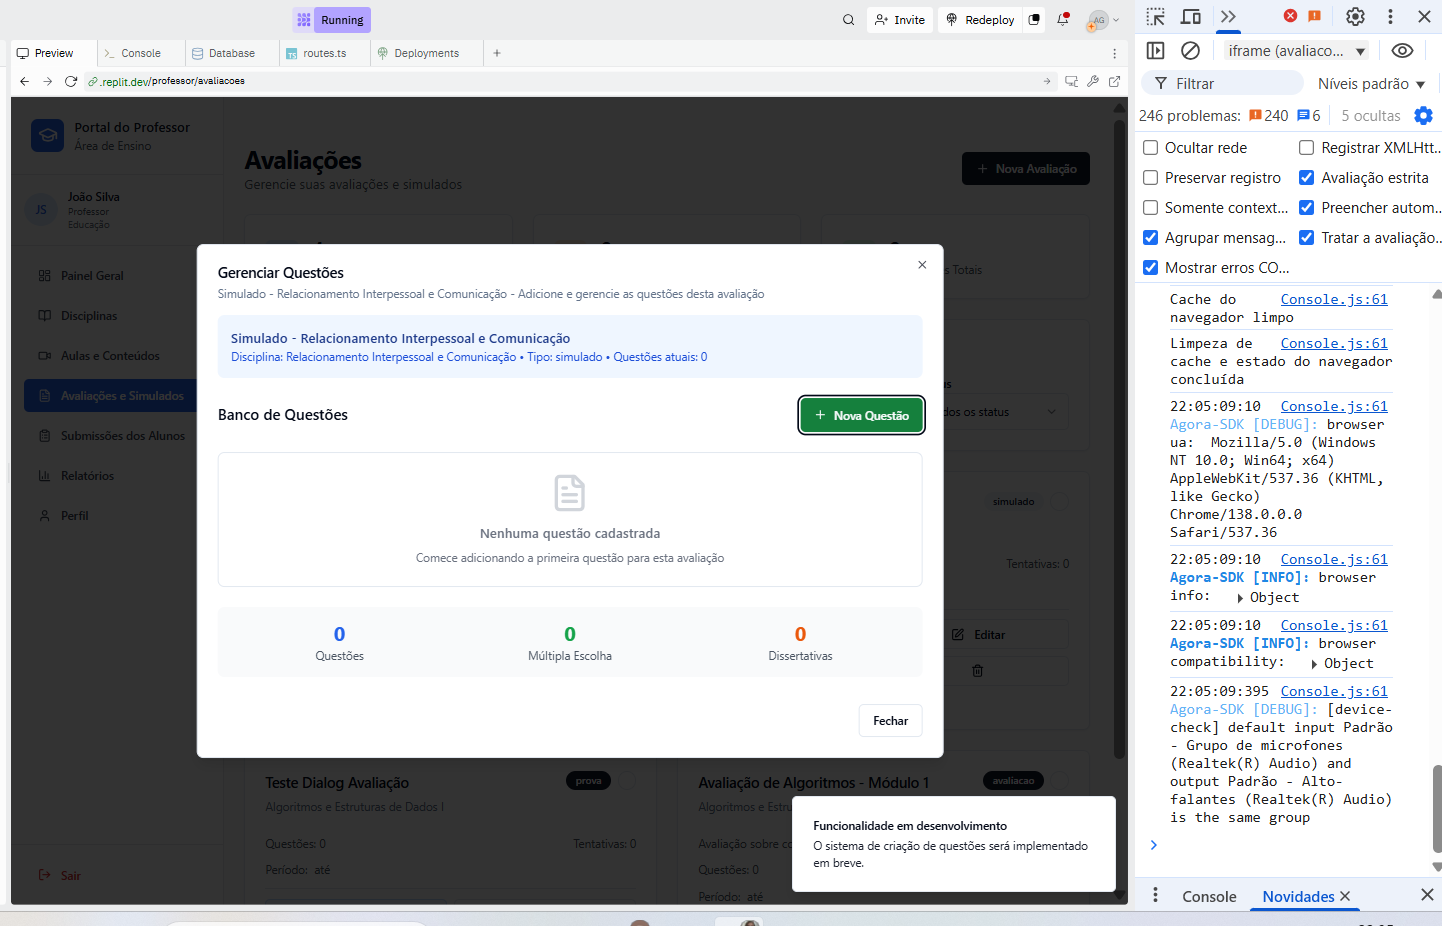 Running
Invite
Redeploy
AG
Preview
Console
Database
routes.ts
Deployments
.replit.dev/professor/avaliacoes
Portal do Professor
Área de Ensino
JS
João Silva
Professor
Educação
Painel Geral
Disciplinas
Aulas e Conteúdos
Avaliações e Simulados
Submissões dos Alunos
Relatórios
Perfil
Sair
Avaliações
Gerencie suas avaliações e simulados
Nova Avaliação
s Totais
dos os status
simulado
Tentativas: 0
Editar
Gerenciar Questões
Simulado - Relacionamento Interpessoal e Comunicação - Adicione e gerencie as questões desta avaliação
Simulado - Relacionamento Interpessoal e Comunicação
Disciplina: Relacionamento Interpessoal e Comunicação • Tipo: simulado • Questões atuais: 0
Banco de Questões
Nova Questão
Nenhuma questão cadastrada
Comece adicionando a primeira questão para esta avaliação
0 0 0
Questões Múltipla Escolha Dissertativas
Fechar
Teste Dialog Avaliação
prova
Algoritmos e Estruturas de Dados I
Questões: 0
Tentativas: 0
Período: até
Avaliação de Algoritmos - Módulo 1
avaliacao
Algoritmos e Estru
Avaliação sobre co
Questões: 0
Período: até
Funcionalidade em desenvolvimento
O sistema de criação de questões será implementado
em breve.
iframe (avaliaco...
Filtrar
Níveis padrão
246 problemas: 240 6
5 ocultas
Ocultar rede
Registrar XMLHtt...
Preservar registro
Avaliação estrita
Somente context...
Preencher autom...
Agrupar mensag...
Tratar a avaliação...
Mostrar erros CO...
Cache do Console.js:61
navegador limpo
Limpeza de Console.js:61
cache e estado do navegador
concluída
22:05:09:10 Console.js:61
Agora-SDK [DEBUG]: browser
ua: Mozilla/5.0 (Windows
NT 10.0; Win64; x64)
AppleWebKit/537.36 (KHTML,
like Gecko)
Chrome/138.0.0.0
Safari/537.36
22:05:09:10 Console.js:61
Agora-SDK [INFO]: browser
info: Object
22:05:09:10 Console.js:61
Agora-SDK [INFO]: browser
compatibility: Object
22:05:09:395 Console.js:61
Agora-SDK [DEBUG]: [device-
check] default input Padrão
- Grupo de microfones
(Realtek(R) Audio) and
output Padrão - Alto-
falantes (Realtek(R) Audio)
is the same group
Console
Novidades